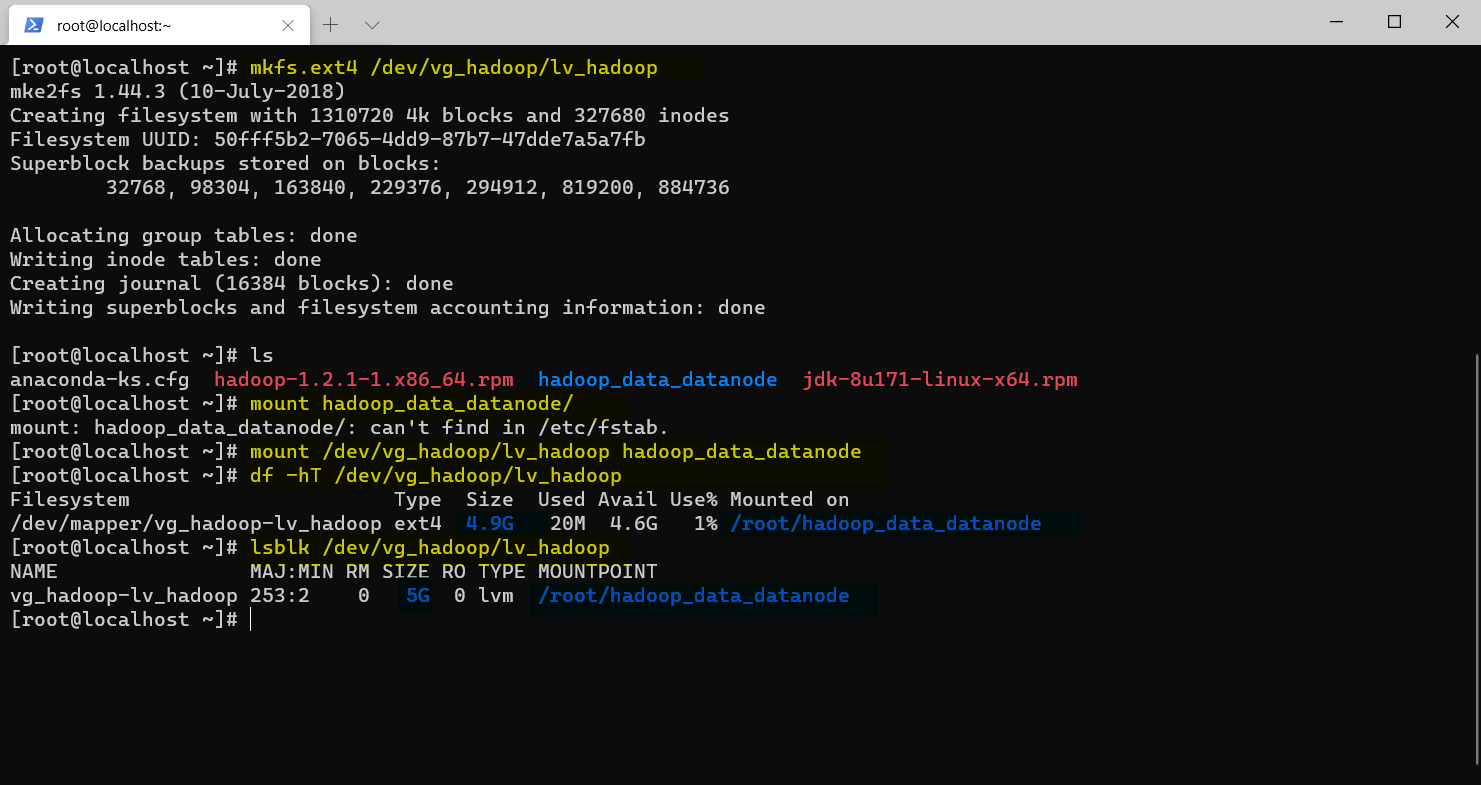 root@localhost:~
[root@localhost ~]# mkfs.ext4 /dev/vg_hadoop/lv_hadoop
mke2fs 1.44.3 (10-July-2018)
Creating filesystem with 1310720 4k blocks and 327680 inodes
Filesystem UUID: 50fff5b2-7065-4dd9-87b7-47dde7a5a7fb
Superblock backups stored on blocks:
        32768, 98304, 163840, 229376, 294912, 819200, 884736

Allocating group tables: done
Writing inode tables: done
Creating journal (16384 blocks): done
Writing superblocks and filesystem accounting information: done

[root@localhost ~]# ls
anaconda-ks.cfg  hadoop-1.2.1-1.x86_64.rpm  hadoop_data_datanode  jdk-8u171-linux-x64.rpm
[root@localhost ~]# mount hadoop_data_datanode/
mount: hadoop_data_datanode/: can't find in /etc/fstab.
[root@localhost ~]# mount /dev/vg_hadoop/lv_hadoop hadoop_data_datanode
[root@localhost ~]# df -hT /dev/vg_hadoop/lv_hadoop
Filesystem                      Type  Size  Used Avail Use% Mounted on
/dev/mapper/vg_hadoop-lv_hadoop ext4  4.9G   20M  4.6G   1% /root/hadoop_data_datanode
[root@localhost ~]# lsblk /dev/vg_hadoop/lv_hadoop
NAME                MAJ:MIN RM SIZE RO TYPE MOUNTPOINT
vg_hadoop-lv_hadoop 253:2    0   5G  0 lvm  /root/hadoop_data_datanode
[root@localhost ~]#